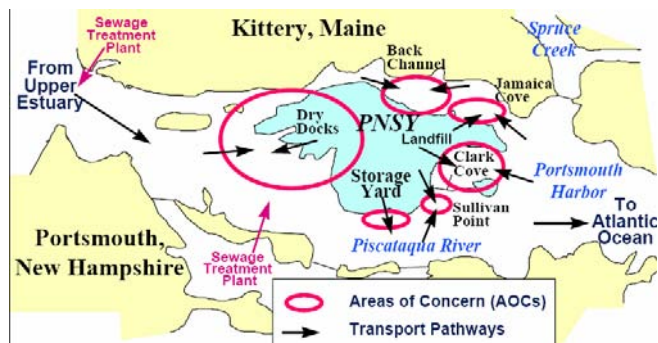 Kittery, Maine
Sewage
Treatment
Plant
Spruce
Creek
From
Upper
Estuary
Back
Channel
Jamaica
Cove
Dry
Docks
PNSY
Landfill
Clark
Cove
Storage
Yard
Portsmouth
Harbor
Sullivan
Point
To
Atlantic
Ocean
Portsmouth,
New Hampshire
Sewage
Treatment
Plant
Piscataqua River
Areas of Concern (AOCs)
Transport Pathways